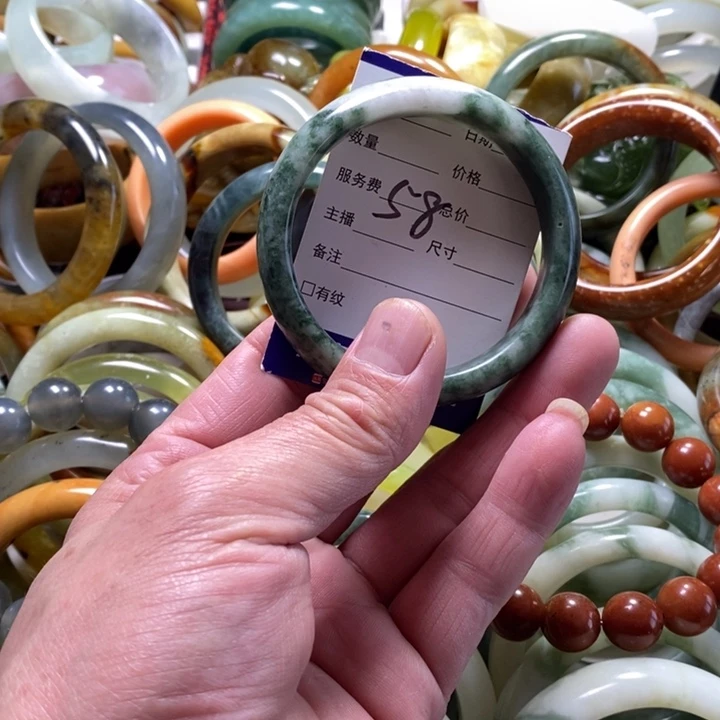 数量 日期
服务费 58 价格
主播 总价
备注 尺寸
□有纹